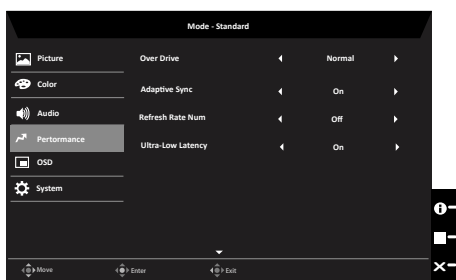 Mode - Standard
Picture
Over Drive Normal
Color
Adaptive Sync On
Audio
Refresh Rate Num Off
Pertormance
Ultra-Low Latency On
OSD
System
Move Enter Exit